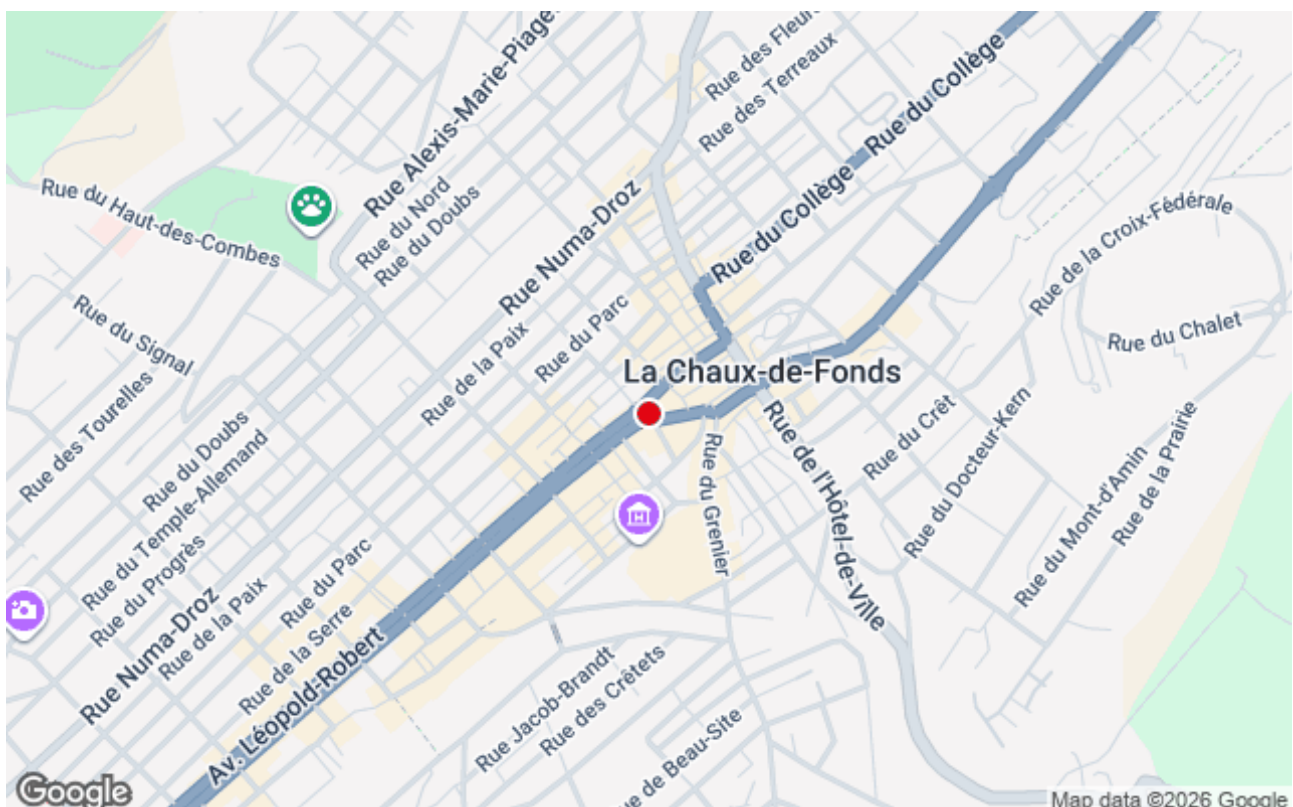 Rue Alexis-Marie-Piaget
Rue des Fleur
Rue des Terreaux
Rue du Collège
Rue du Collège
Rue du Collège
Rue du Haut-des-Combes
Rue du Nord
Rue du Doubs
Rue Numa-Droz
Rue de la Croix-Fédérale
Rue du Chalet
Rue du Signal
Rue de la Paix
Rue du Parc
La Chaux-de-Fonds
Rue des Tourelles
Rue du Doubs
Rue du Temple-Allemand
Rue du Progrès
Rue Numa-Droz
Rue de la Paix
Rue du Parc
Rue de la Serre
Av. Léopold-Robert
Rue du Grenier
Rue de l'Hôtel-de-Ville
Rue du Crêt
Rue du Docteur-Kern
Rue du Mont-d'Amin
Rue de la Prairie
Rue Jacob-Brandt
Rue des Crêtets
ue de Beau-Site
H
Google
Map data ©2026 Google